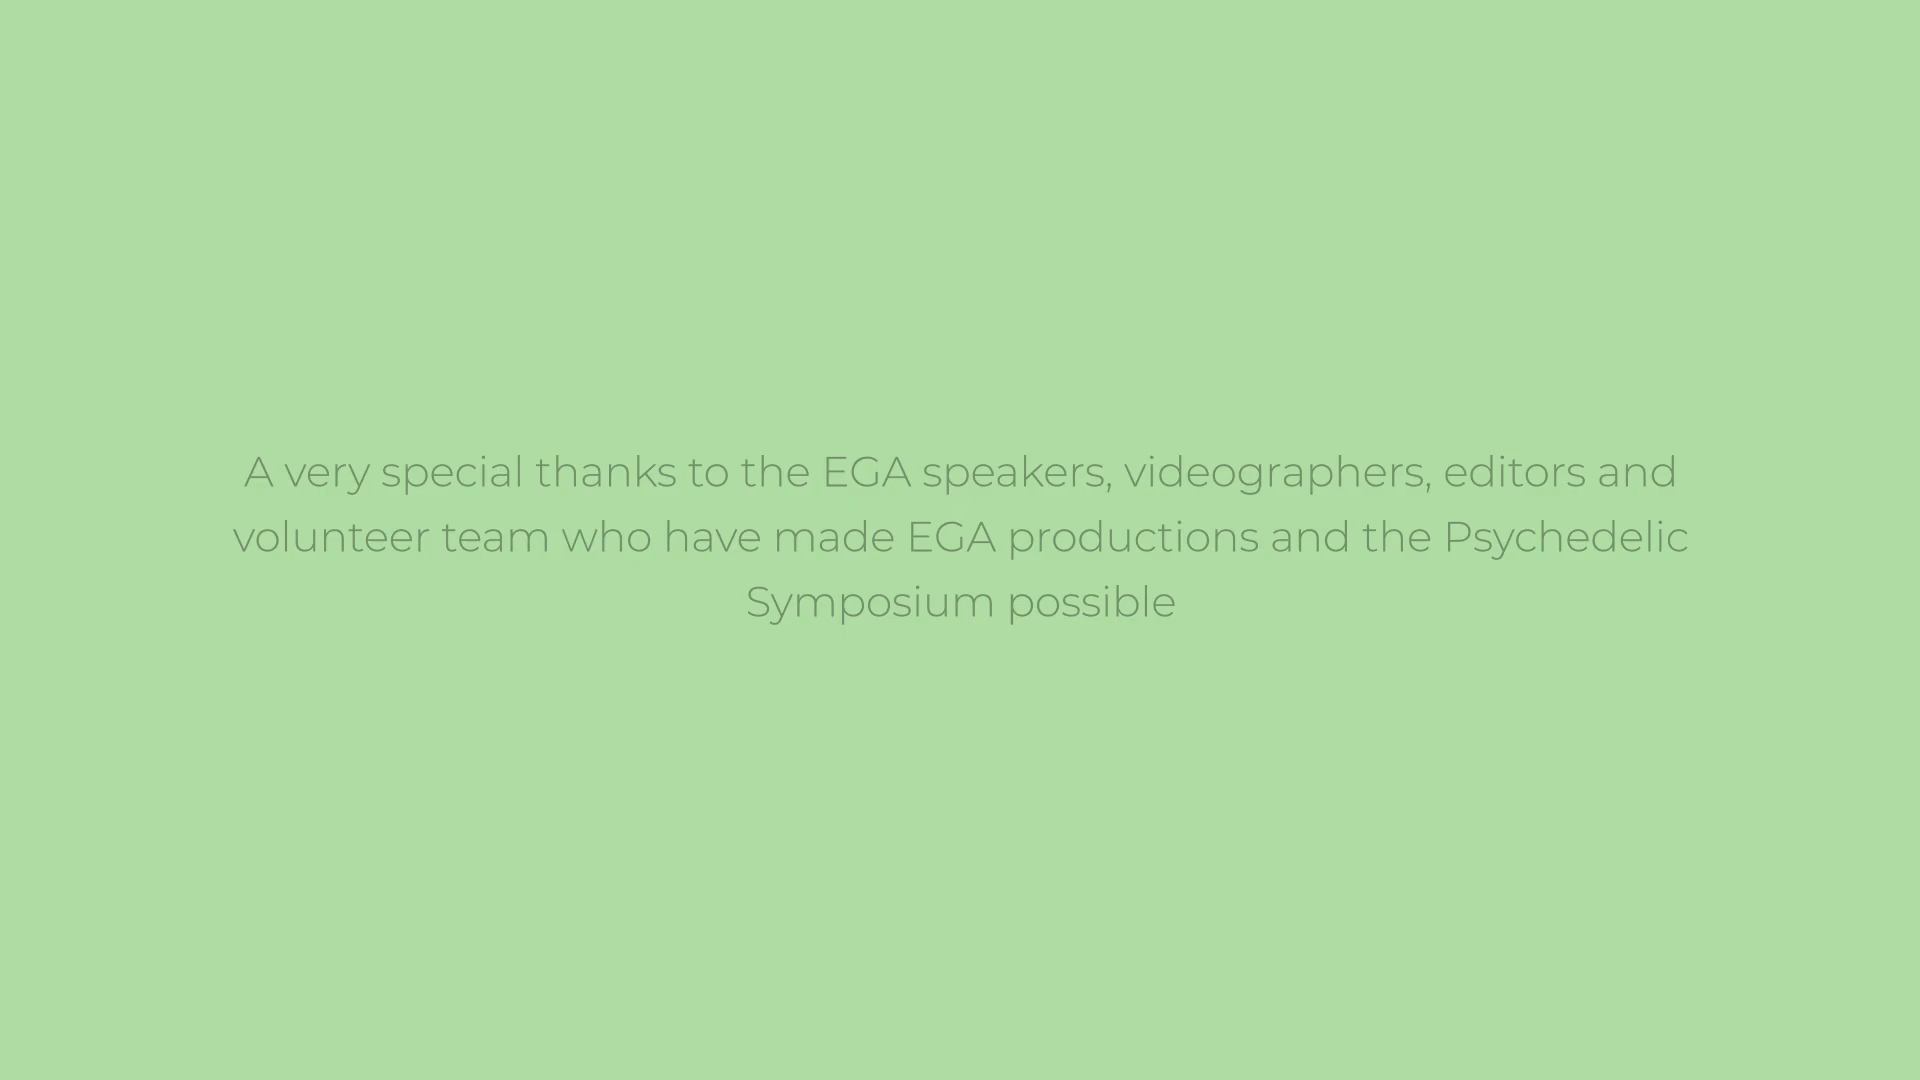 A very special thanks to the EGA speakers, videographers, editors and
volunteer team who have made EGA productions and the Psychedelic
Symposium possible